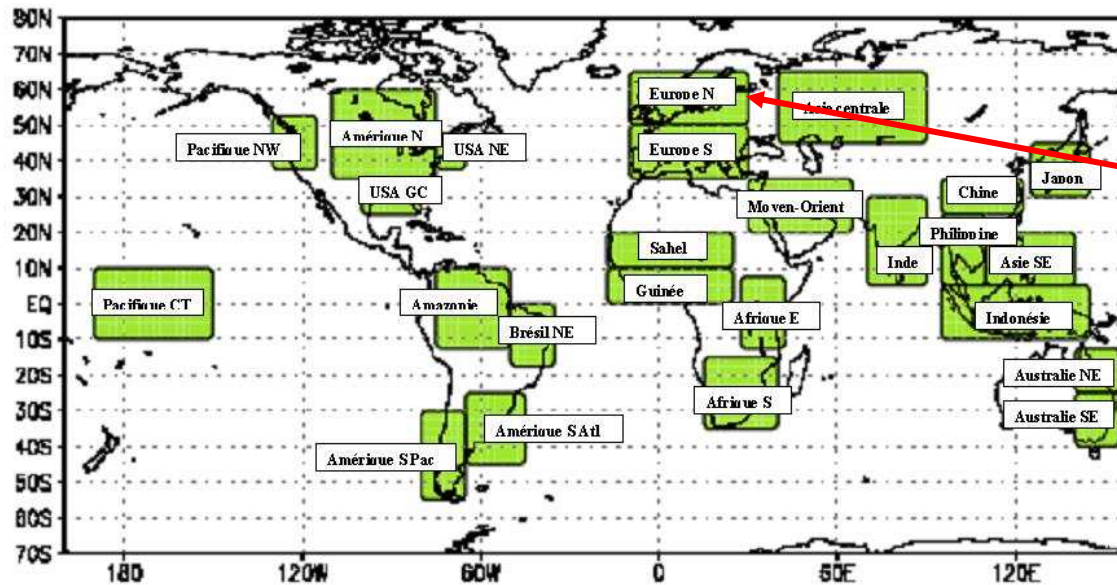 80N
70N
60N
50N
40N
30N
20N
10N
EQ
10S
20S
30S
40S
50S
60S
70S
Europe N
Asie centrale
Amérique N
Pacifique NW
USA NE
Europe S
Japon
USA GC
Chine
Moyen-Orient
Philippine
Sahel
Inde
Asie SE
Guinée
Pacifique CT
Amazonie
Afrique E
Indonésie
Brésil NE
Australie NE
Afrique S
Australie SE
Amérique S Atl
Amérique S Pac
180
120W
60W
0
60E
120E